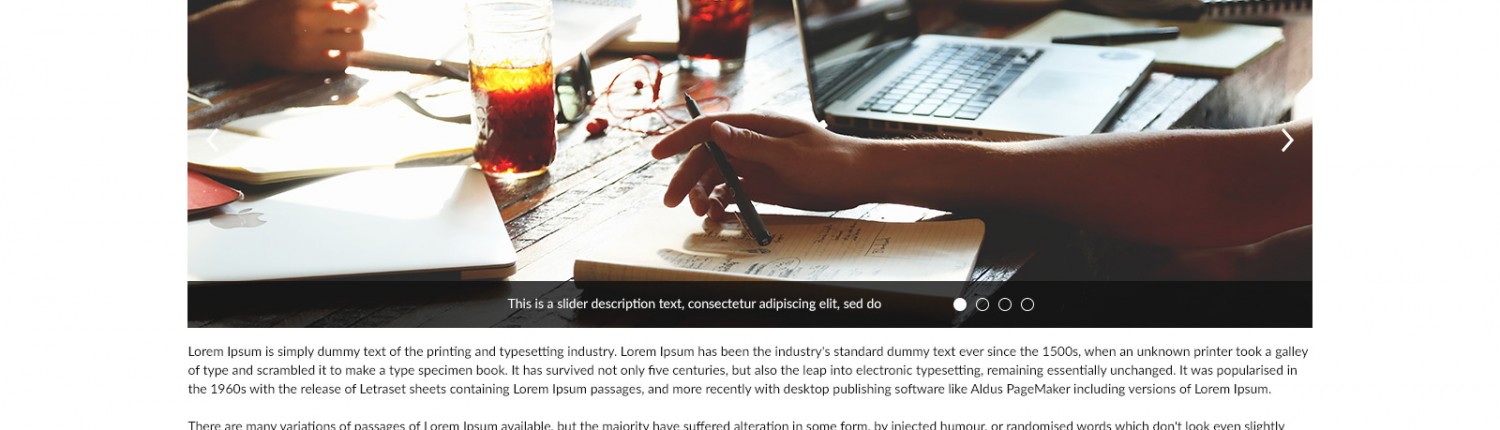 This is a slider description text, consectetur adipiscing elit, sed do
Lorem Ipsum is simply dummy text of the printing and typesetting industry. Lorem Ipsum has been the industry's standard dummy text ever since the 1500s, when an unknown printer took a galley
of type and scrambled it to make a type specimen book. It has survived not only five centuries, but also the leap into electronic typesetting, remaining essentially unchanged. It was popularised in
the 1960s with the release of Letraset sheets containing Lorem Ipsum passages, and more recently with desktop publishing software like Aldus PageMaker including versions of Lorem Ipsum.
There are many variations of passages of Lorem Ipsum available, but the majority have suffered alteration in some form, by injected humour, or randomised words which don't look even slightly